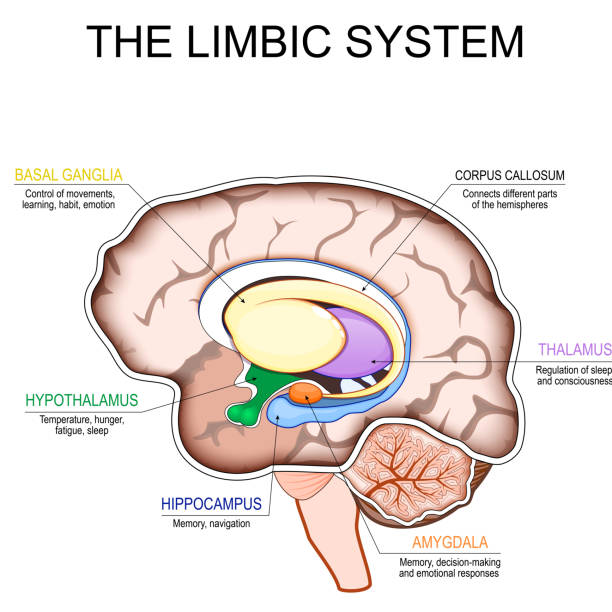 THE LIMBIC SYSTEM
BASAL GANGLIA
Control of movements,
learning, habit, emotion
CORPUS CALLOSUM
Connects different parts
of the hemispheres
THALAMUS
Regulation of sleep
and consciousness
HYPOTHALAMUS
Temperature, hunger,
fatigue, sleep
HIPPOCAMPUS
Memory, navigation
AMYGDALA
Memory, decision-making
and emotional responses